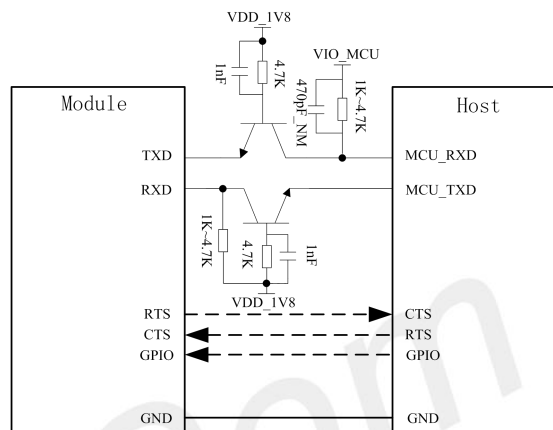 VDD_1V8
1nF
4.7K
VIO_MCU
470pF_NM
1K~4.7K
Module
Host
TXD
MCU_RXD
RXD
MCU_TXD
1K~4.7K
4.7K
1nF
VDD_1V8
RTS
CTS
CTS
RTS
GPIO
GPIO
GND
GND
com